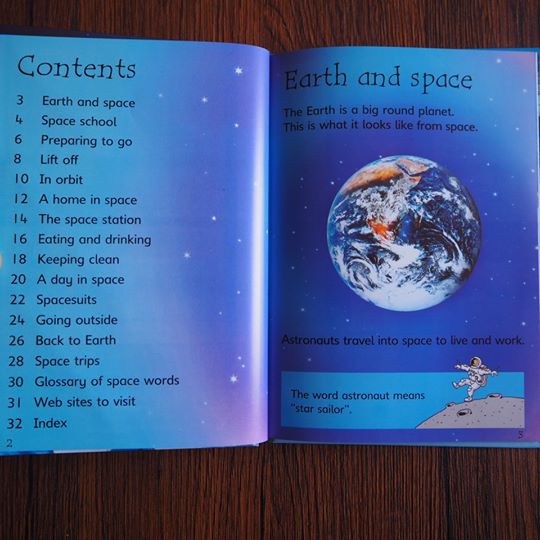 Contents
3 Earth and space
4 Space school
6 Preparing to go
8 Lift off
10 In orbit
12 A home in space
14 The space station
16 Eating and drinking
18 Keeping clean
20 A day in space
22 Spacesuits
24 Going outside
26 Back to Earth
28 Space trips
30 Glossary of space words
31 Web sites to visit
32 Index
2
Earth and space
The Earth is a big round planet.
This is what it looks like from space.
Astronauts travel into space to live and work.
The word astronaut means
"star sailor".
3